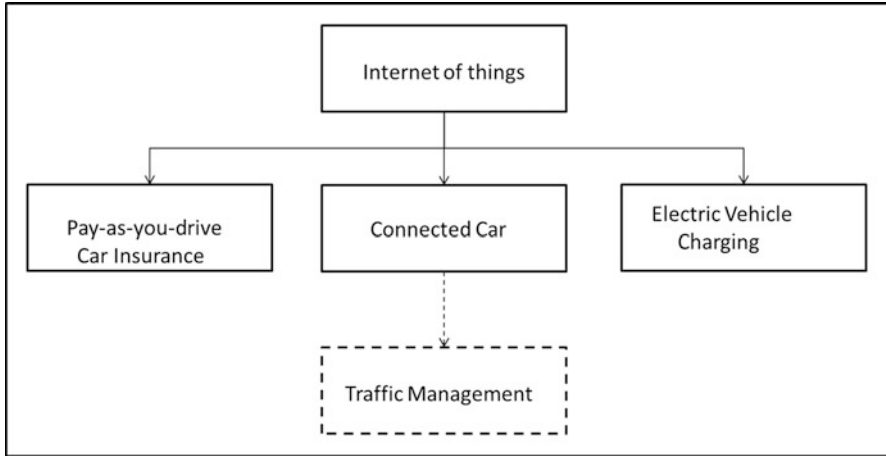 Internet of things
Pay-as-you-drive
Car Insurance
Connected Car
Electric Vehicle
Charging
Traffic Management